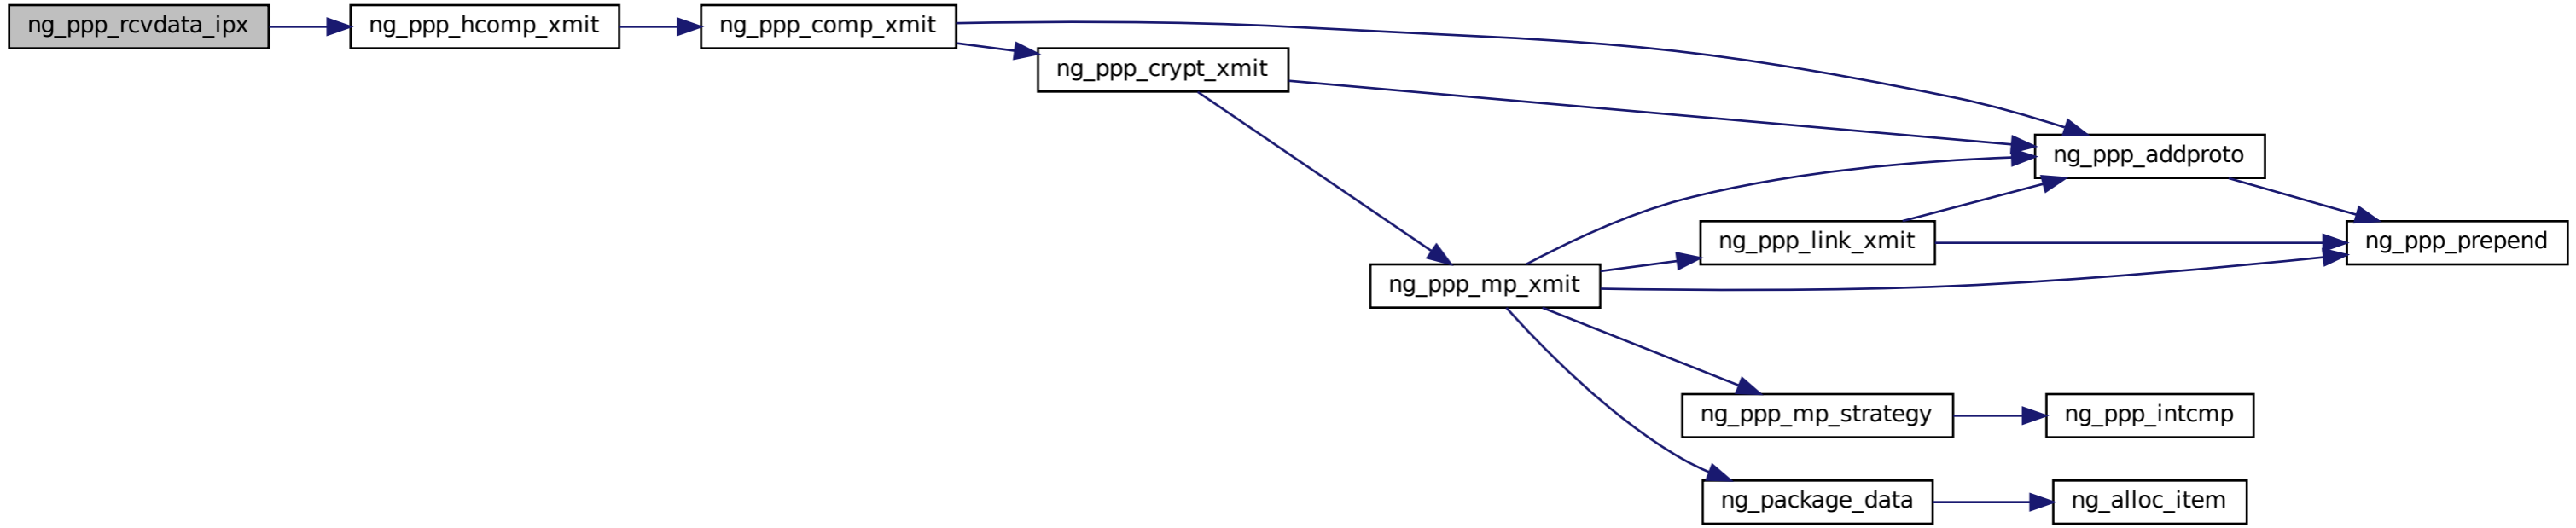 ng_ppp_rcvdata_ipx
ng_ppp_hcomp_xmit
ng_ppp_comp_xmit
ng_ppp_crypt_xmit
ng_ppp_addproto
ng_ppp_link_xmit
ng_ppp_prepend
ng_ppp_mp_xmit
ng_ppp_mp_strategy
ng_ppp_intcmp
ng_package_data
ng_alloc_item